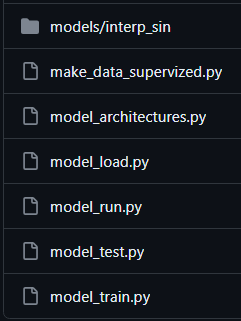 models/interp_sin
make_data_supervized.py
model_architectures.py
model_load.py
model_run.py
model_test.py
model_train.py